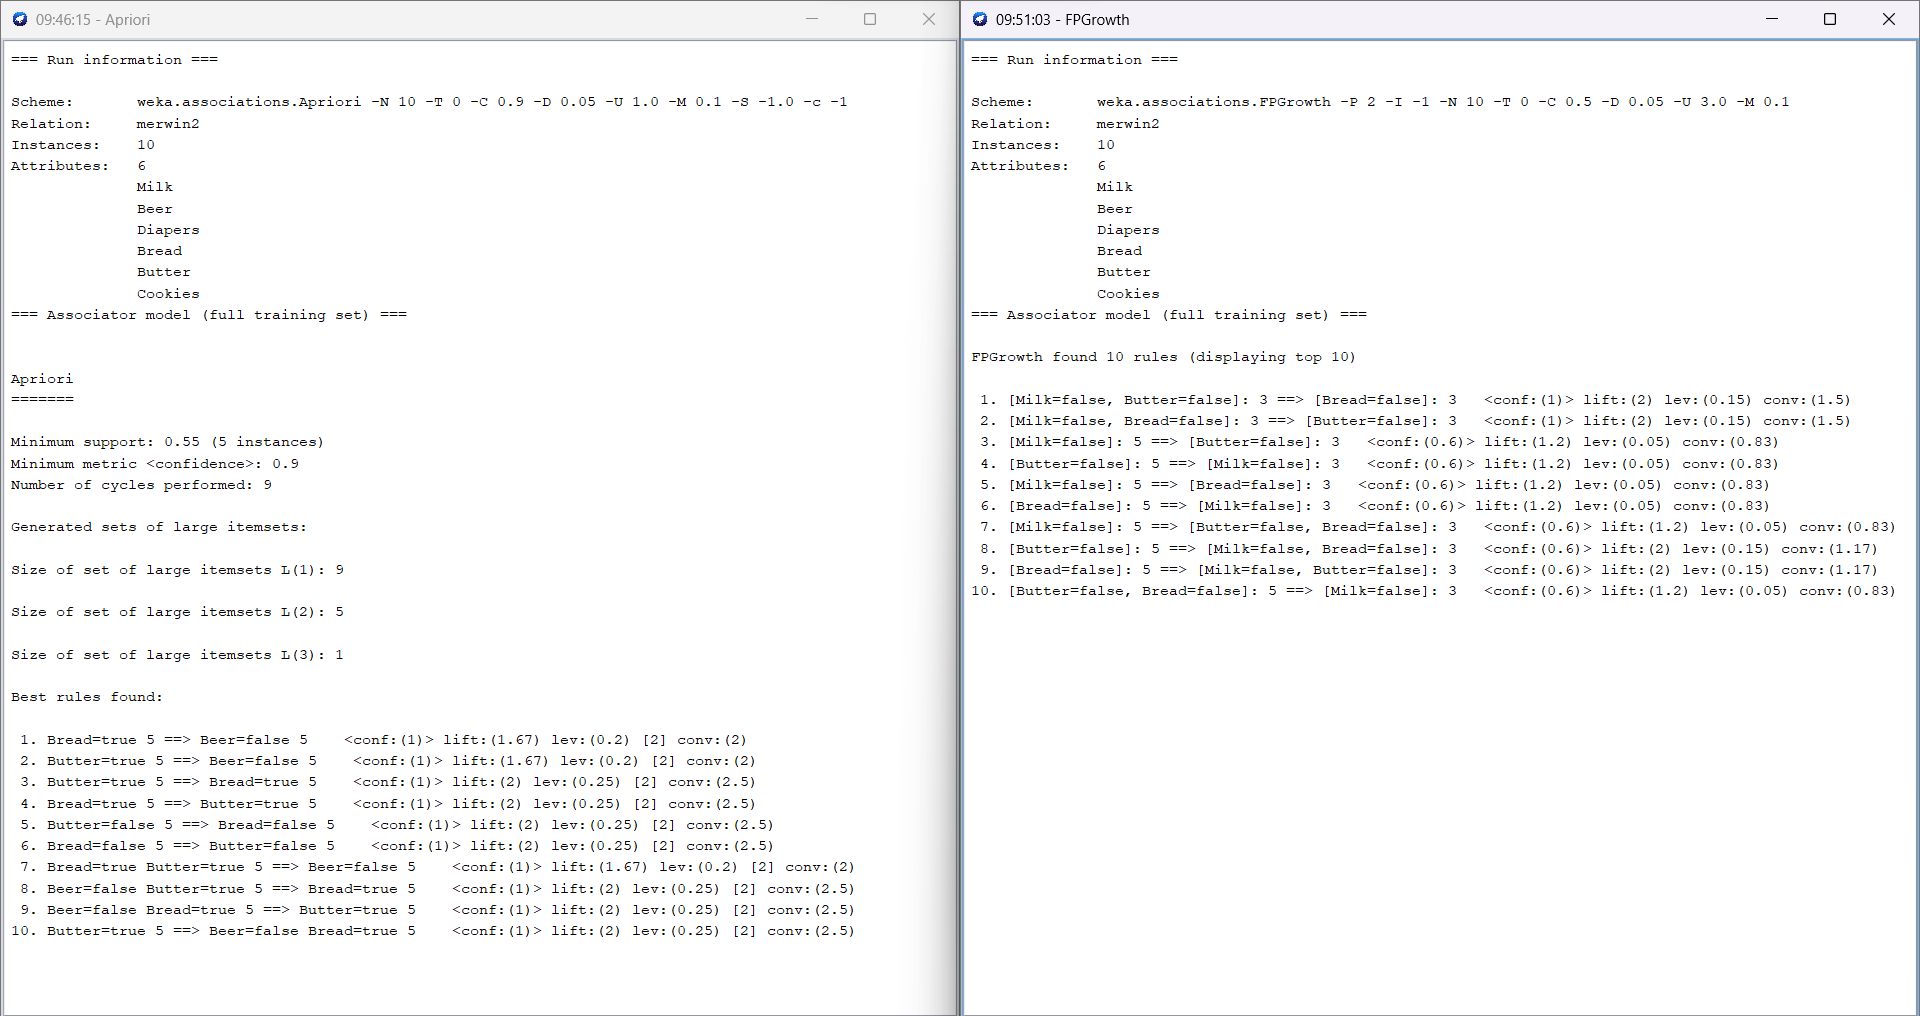 09:46:15 - Apriori
=== Run information ===
Scheme: weka.associations.Apriori -N 10 -T 0 -C 0.9 -D 0.05 -U 1.0 -M 0.1 -S -1.0 -c -1
Relation: merwin2
Instances: 10
Attributes: 6
Milk
Beer
Diapers
Bread
Butter
Cookies
=== Associator model (full training set) ===
Apriori
=======
Minimum support: 0.55 (5 instances)
Minimum metric <confidence>: 0.9
Number of cycles performed: 9
Generated sets of large itemsets:
Size of set of large itemsets L(1): 9
Size of set of large itemsets L(2): 5
Size of set of large itemsets L(3): 1
Best rules found:
1. Bread=true 5 ==> Beer=false 5 <conf:(1)> lift:(1.67) lev:(0.2) [2] conv:(2)
2. Butter=true 5 ==> Beer=false 5 <conf:(1)> lift:(1.67) lev:(0.2) [2] conv:(2)
3. Butter=true 5 ==> Bread=true 5 <conf:(1)> lift:(2) lev:(0.25) [2] conv:(2.5)
4. Bread=true 5 ==> Butter=true 5 <conf:(1)> lift:(2) lev:(0.25) [2] conv:(2.5)
5. Butter=false 5 ==> Bread=false 5 <conf:(1)> lift:(2) lev:(0.25) [2] conv:(2.5)
6. Bread=false 5 ==> Butter=false 5 <conf:(1)> lift:(2) lev:(0.25) [2] conv:(2.5)
7. Bread=true Butter=true 5 ==> Beer=false 5 <conf:(1)> lift:(1.67) lev:(0.2) [2] conv:(2)
8. Beer=false Butter=true 5 ==> Bread=true 5 <conf:(1)> lift:(2) lev:(0.25) [2] conv:(2.5)
9. Beer=false Bread=true 5 ==> Butter=true 5 <conf:(1)> lift:(2) lev:(0.25) [2] conv:(2.5)
10. Butter=true 5 ==> Beer=false Bread=true 5 <conf:(1)> lift:(2) lev:(0.25) [2] conv:(2.5)
09:51:03 - FPGrowth
=== Run information ===
Scheme: weka.associations.FPGrowth -P 2 -I -1 -N 10 -T 0 -C 0.5 -D 0.05 -U 3.0 -M 0.1
Relation: merwin2
Instances: 10
Attributes: 6
Milk
Beer
Diapers
Bread
Butter
Cookies
=== Associator model (full training set) ===
FPGrowth found 10 rules (displaying top 10)
1. [Milk=false, Butter=false]: 3 ==> [Bread=false]: 3 <conf:(1)> lift:(2) lev:(0.15) conv:(1.5)
2. [Milk=false, Bread=false]: 3 ==> [Butter=false]: 3 <conf:(1)> lift:(2) lev:(0.15) conv:(1.5)
3. [Milk=false]: 5 ==> [Butter=false]: 3 <conf:(0.6)> lift:(1.2) lev:(0.05) conv:(0.83)
4. [Butter=false]: 5 ==> [Milk=false]: 3 <conf:(0.6)> lift:(1.2) lev:(0.05) conv:(0.83)
5. [Milk=false]: 5 ==> [Bread=false]: 3 <conf:(0.6)> lift:(1.2) lev:(0.05) conv:(0.83)
6. [Bread=false]: 5 ==> [Milk=false]: 3 <conf:(0.6)> lift:(1.2) lev:(0.05) conv:(0.83)
7. [Milk=false]: 5 ==> [Butter=false, Bread=false]: 3 <conf:(0.6)> lift:(1.2) lev:(0.05) conv:(0.83)
8. [Butter=false]: 5 ==> [Milk=false, Bread=false]: 3 <conf:(0.6)> lift:(2) lev:(0.15) conv:(1.17)
9. [Bread=false]: 5 ==> [Milk=false, Butter=false]: 3 <conf:(0.6)> lift:(2) lev:(0.15) conv:(1.17)
10. [Butter=false, Bread=false]: 5 ==> [Milk=false]: 3 <conf:(0.6)> lift:(1.2) lev:(0.05) conv:(0.83)